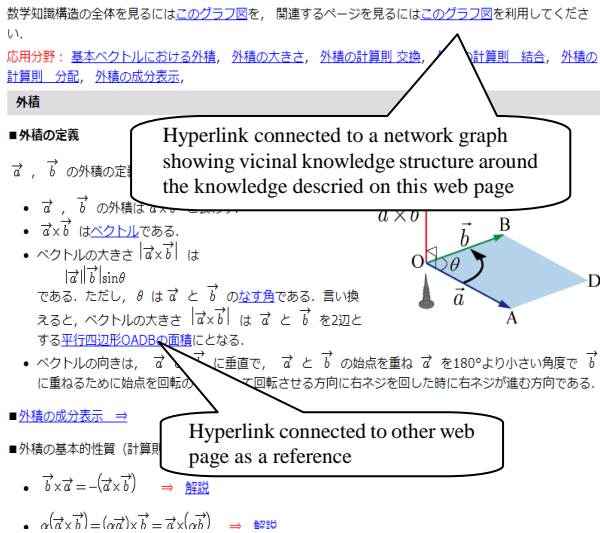 数学知識構造の全体を見るにはこのグラフ図を, 関連するページを見るにはこのグラフ図を利用してくださ
い.
応用分野: 基本ベクトルにおける外積, 外積の大きさ, 外積の計算則 交換, の計算則 結合, 外積の
計算則 分配, 外積の成分表示,
外積
■外積の定義
Hyperlink connected to a network graph
showing vicinal knowledge structure around
the knowledge descried on this web page
a⃗ , b⃗ の外積の定
• a⃗ , b⃗ の外積は
• a⃗×b⃗ はベクトルである.
• ベクトルの大きさ |a⃗×b⃗| は
|a⃗||b⃗|sinθ
である. ただし, θ は a⃗ と b⃗ のなす角である. 言い換
えると, ベクトルの大きさ |a⃗×b⃗| は a⃗ と b⃗ を2辺と
する平行四辺形OADBの面積にとなる.
a×b
B
b⃗
O
θ
D
a⃗
A
• ベクトルの向きは, a⃗ に垂直で, a⃗ と b⃗ の始点を重ね a⃗ を180°より小さい角度で b⃗
に重ねるために始点を回転の て回転させる方向に右ネジを回した時に右ネジが進む方向である.
■外積の成分表示 ⇒
Hyperlink connected to other web
page as a reference
■外積の基本的性質（計算則
• b⃗×a⃗=−(a⃗×b⃗) ⇒ 解説
• α(a⃗×b⃗)=(αa⃗)×b⃗=a⃗×(αb⃗) ⇒ 解説